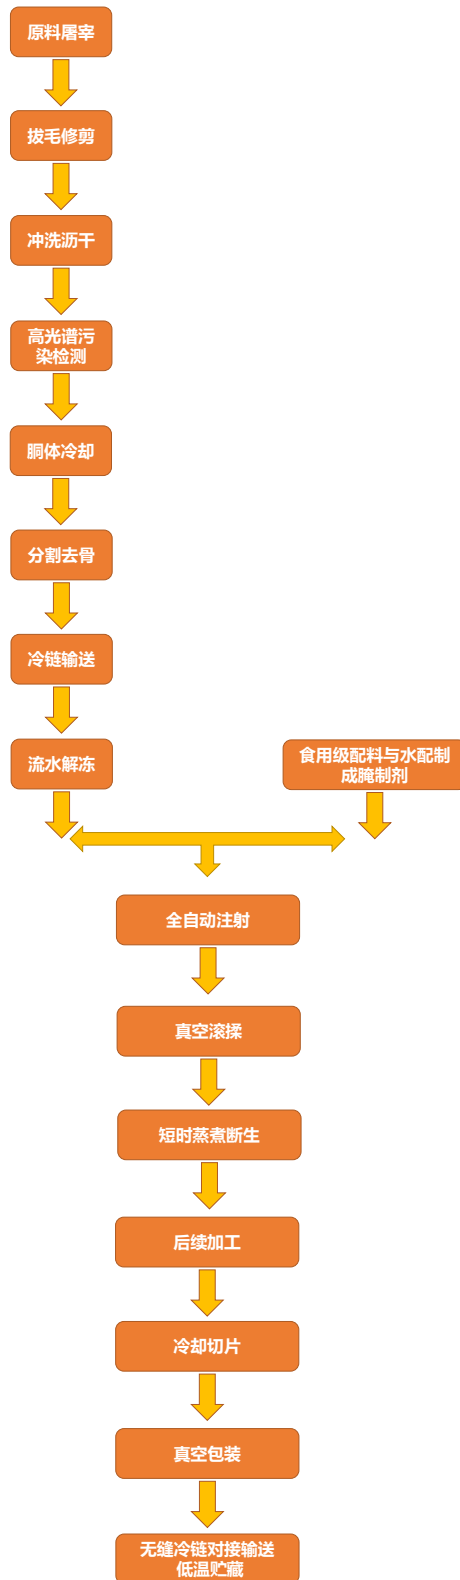 原料屠宰
拔毛修剪
冲洗沥干
高光谱污
染检测
胴体冷却
分割去骨
冷链输送
流水解冻
食用级配料与水配制
成腌制剂
全自动注射
真空滚揉
短时蒸煮断生
后续加工
冷却切片
真空包装
无缝冷链对接输送
低温贮藏